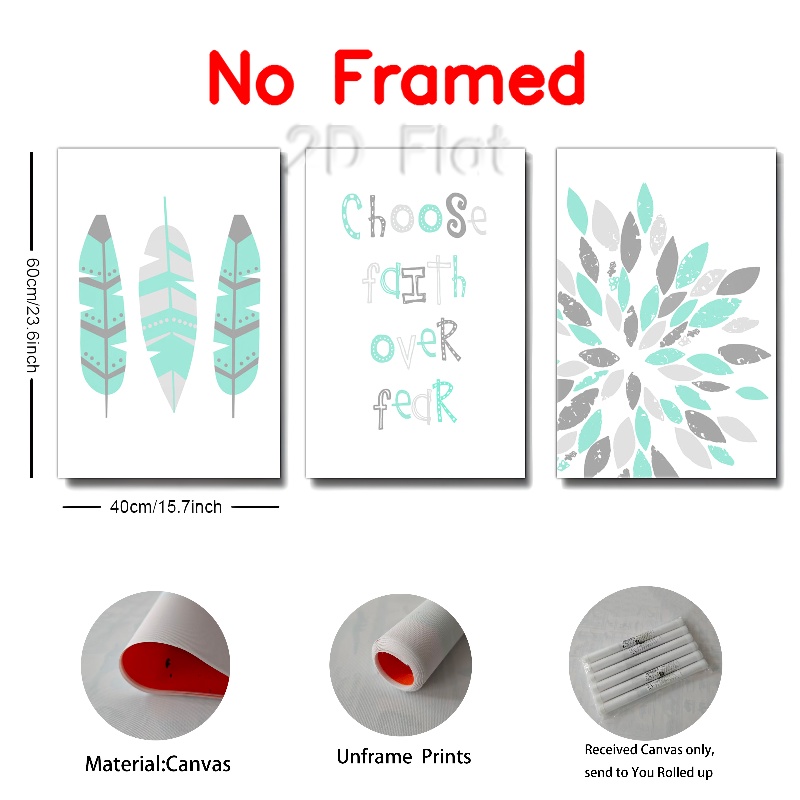 No Framed
2D Flat
60cm/23.6inch
Choose
faith
over
fear
40cm/15.7inch
Material:Canvas
Unframe Prints
Received Canvas only,
send to You Rolled up